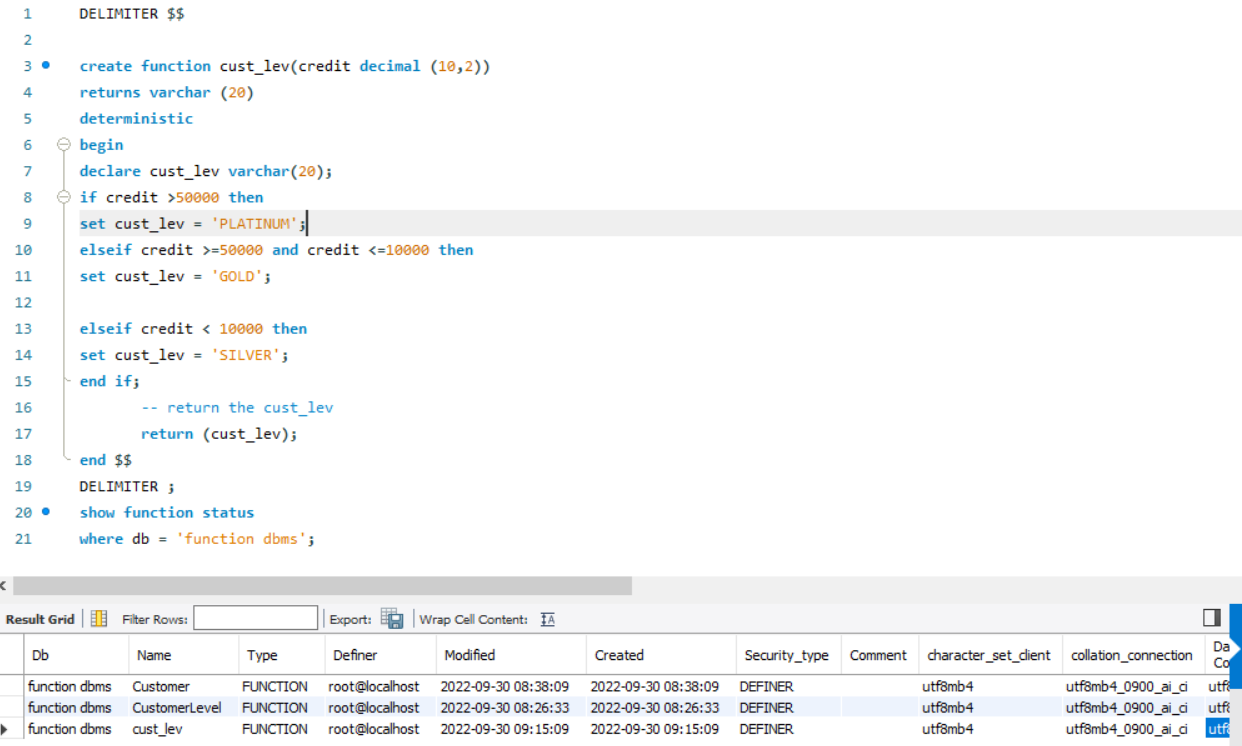 1 DELIMITER $$
2
3 create function cust_lev(credit decimal (10,2))
4 returns varchar (20)
5 deterministic
6 begin
7 declare cust_lev varchar(20);
8 if credit >50000 then
9 set cust_lev = 'PLATINUM';
10 elseif credit >=50000 and credit <=10000 then
11 set cust_lev = 'GOLD';
12
13 elseif credit < 10000 then
14 set cust_lev = 'SILVER';
15 end if;
16 -- return the cust_lev
17 return (cust_lev);
18 end $$
19 DELIMITER ;
20 show function status
21 where db = 'function dbms';
Result Grid Filter Rows: Export: Wrap Cell Content:
Db Name Type Definer Modified Created Security_type Comment character_set_client collation_connection Da
Co
function dbms Customer FUNCTION root@localhost 2022-09-30 08:38:09 2022-09-30 08:38:09 DEFINER utf8mb4 utf8mb4_0900_ai_ci utf8
function dbms CustomerLevel FUNCTION root@localhost 2022-09-30 08:26:33 2022-09-30 08:26:33 DEFINER utf8mb4 utf8mb4_0900_ai_ci utf8
function dbms cust_lev FUNCTION root@localhost 2022-09-30 09:15:09 2022-09-30 09:15:09 DEFINER utf8mb4 utf8mb4_0900_ai_ci utf8